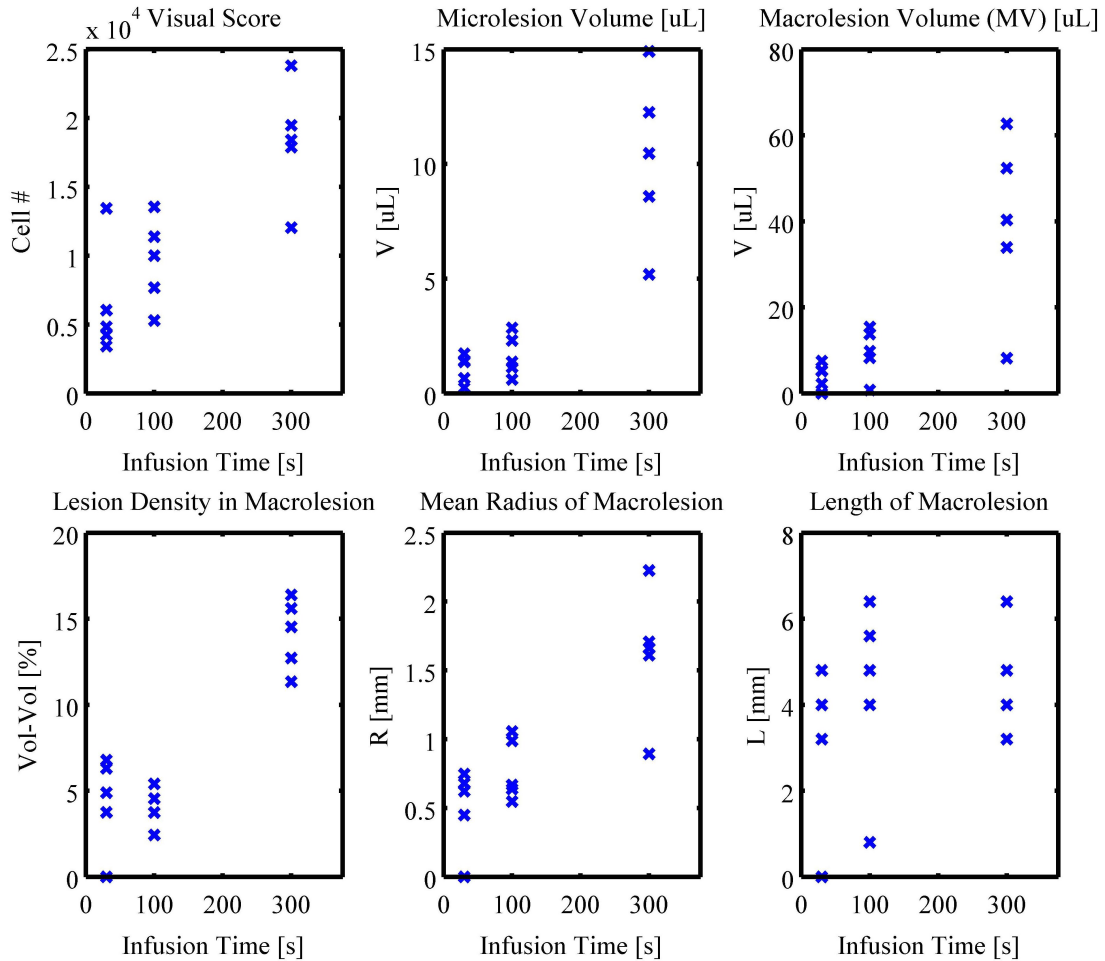 Visual Score
x 10^4
Cell #
2.5
2
1.5
1
0.5
0
0 100 200 300
Infusion Time [s]
Microlesion Volume [uL]
V [uL]
15
10
5
0
0 100 200 300
Infusion Time [s]
Macrolesion Volume (MV) [uL]
V [uL]
80
60
40
20
0
0 100 200 300
Infusion Time [s]
Lesion Density in Macrolesion
Vol-Vol [%]
20
15
10
5
0
0 100 200 300
Infusion Time [s]
Mean Radius of Macrolesion
R [mm]
2.5
2
1.5
1
0.5
0
0 100 200 300
Infusion Time [s]
Length of Macrolesion
L [mm]
8
6
4
2
0
0 100 200 300
Infusion Time [s]